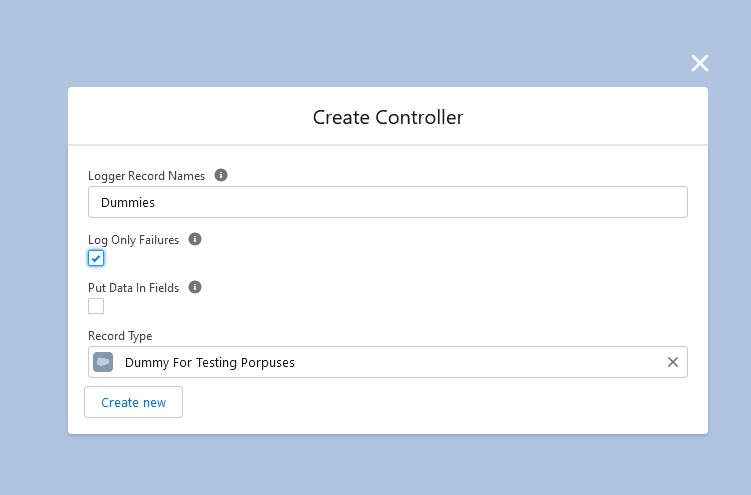 Create Controller
Logger Record Names
Dummies
Log Only Failures
Put Data In Fields
Record Type
Dummy For Testing Porpuses
Create new